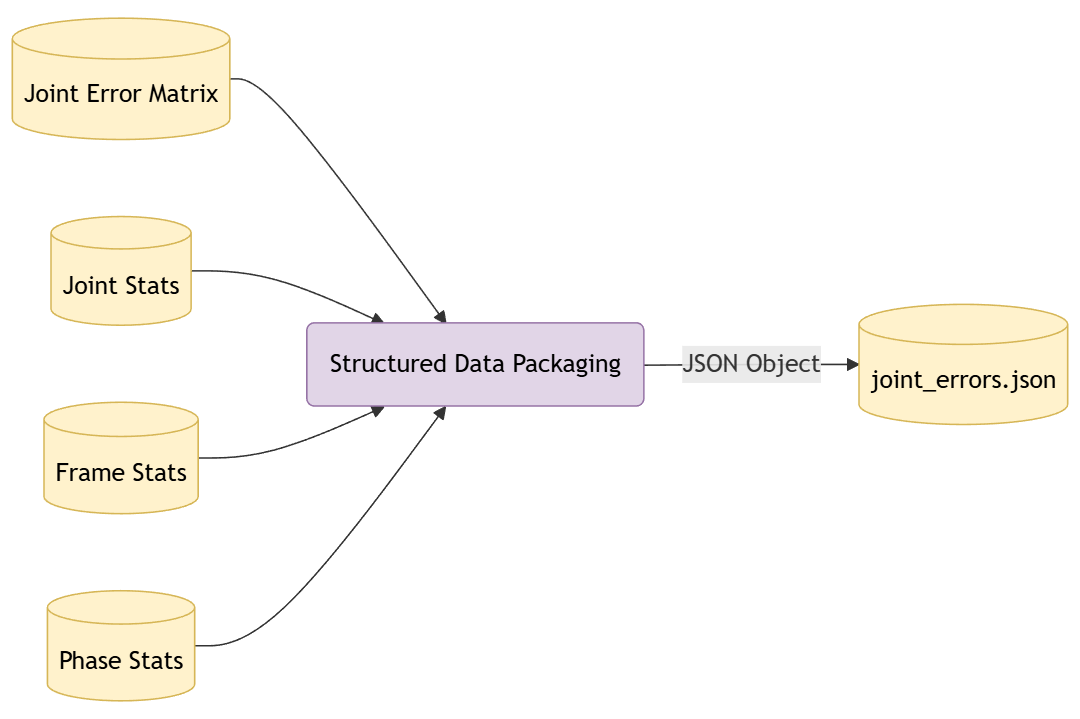 Joint Error Matrix
Joint Stats
Structured Data Packaging
JSON Object
joint_errors.json
Frame Stats
Phase Stats